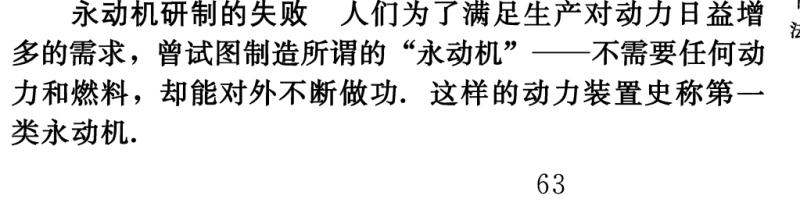 永动机研制的失败　人们为了满足生产对动力日益增
多的需求，曾试图制造所谓的“永动机”——不需要任何动
力和燃料，却能对外不断做功．这样的动力装置史称第一
类永动机．
63